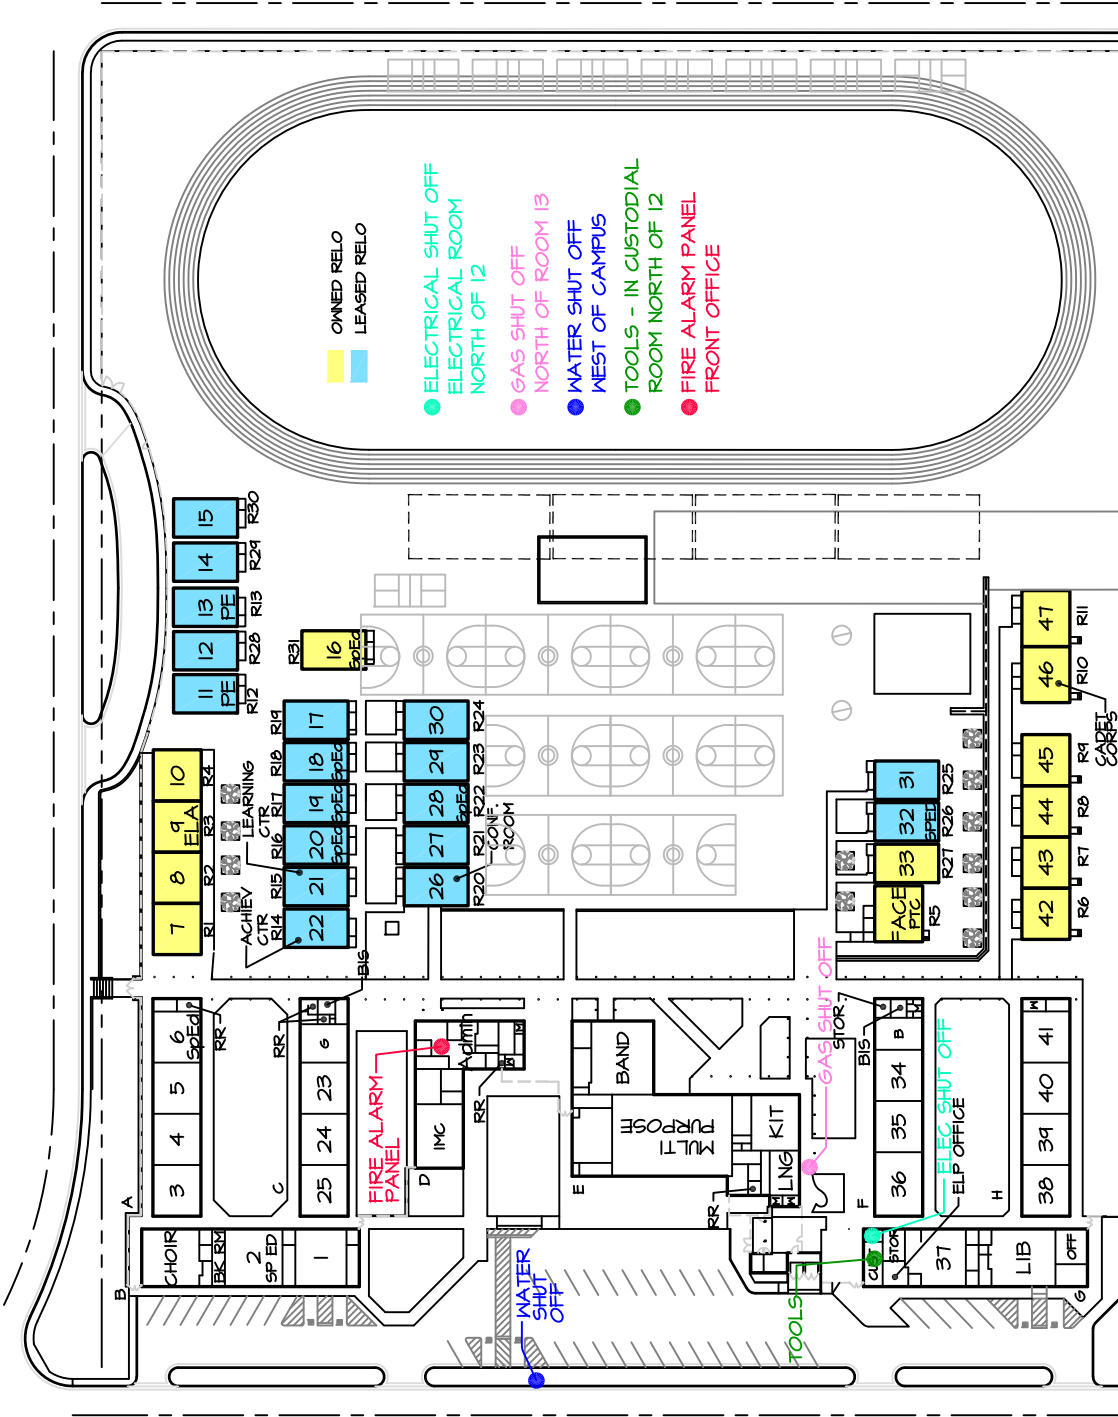 OWNED RELO
LEASED RELO
ELECTRICAL SHUT OFF
ELECTRICAL ROOM
NORTH OF 12
GAS SHUT OFF
NORTH OF ROOM 13
WATER SHUT OFF
WEST OF CAMPUS
TOOLS - IN CUSTODIAL
ROOM NORTH OF 12
FIRE ALARM PANEL
FRONT OFFICE
15
R30
14
R29
13
PE
R13
12
R28
11
PE
R12
R31
16
SpEd
10
R4
9
ELA
R3
8
R2
7
R1
LEARNING
CTR
ACHIEV
CTR
R19
17
R18
18
SpEd
R17
19
SpEd
R16
20
SpEd
R15
21
R14
22
30
R24
29
R23
28
SpEd
R22
27
R21
26
R20
CONF.
ROOM
31
R25
32
SPED
R26
33
R27
FACE
PTC
R5
47
R11
46
R10
CADET
CORPS
45
R9
44
R8
43
R7
42
R6
BIS
6
SpEd
RR
5
4
3
A
RR
G
23
24
25
C
FIRE ALARM
PANEL
Admin
M
M
RR
IMC
D
BAND
MULTI
PURPOSE
E
KIT
LNG
M
M
RR
GAS SHUT OFF
STOR
BIS
B
M
34
35
36
F
ELEC SHUT OFF
ELP OFFICE
H
M
41
40
39
38
CHOIR
BK RM
2
SP ED
1
B
WATER
SHUT
OFF
TOOLS
CU
STOR
37
LIB
OFF
G